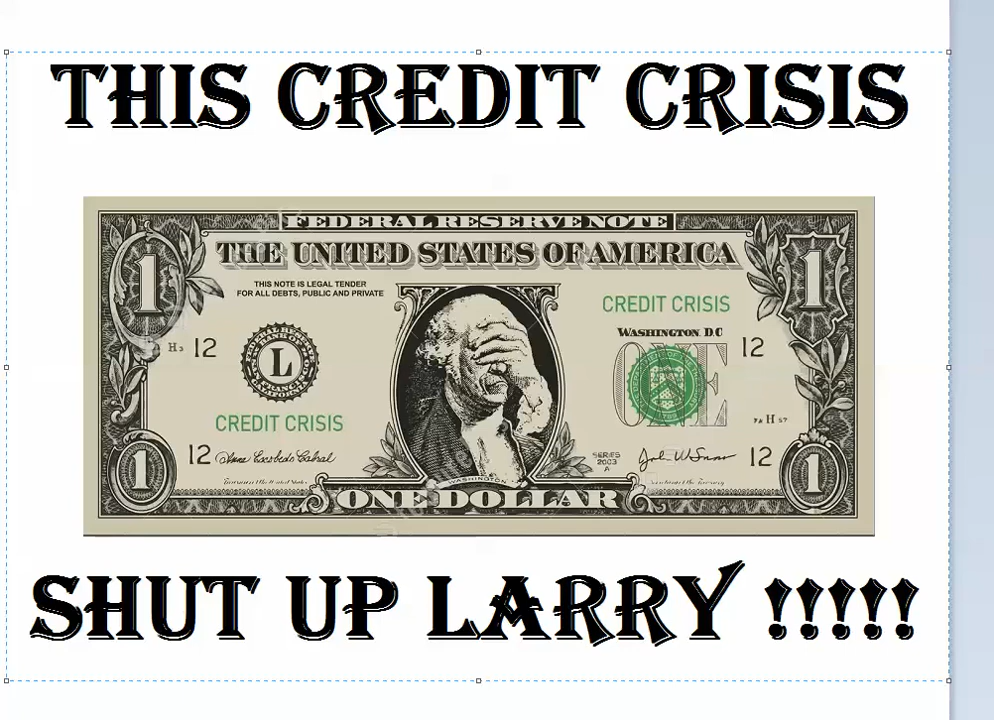 THIS CREDIT CRISIS
FEDERAL RESERVE NOTE
THE UNITED STATES OF AMERICA
THIS NOTE IS LEGAL TENDER
FOR ALL DEBTS, PUBLIC AND PRIVATE
CREDIT CRISIS
WASHINGTON D C
1
1
H 12
L
ONE
12
CREDIT CRISIS
H
12
SERIES
2003
A
12
1
WASHINGTON
1
ONE DOLLAR
SHUT UP LARRY !!!!!